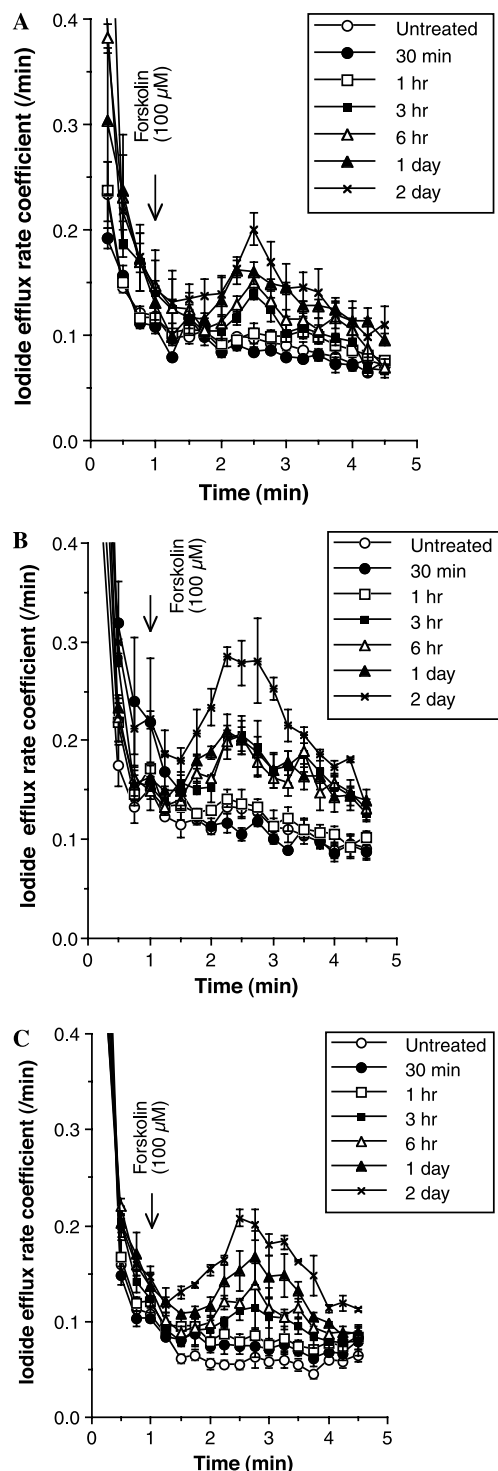 A
Iodide efflux rate coefficient (/min)
0.4
0.3
0.2
0.1
0.0
Forskolin
(100 µM)
Untreated
30 min
1 hr
3 hr
6 hr
1 day
2 day
0
1
2
3
4
5
Time (min)
B
Iodide efflux rate coefficient (/min)
0.4
0.3
0.2
0.1
0.0
Forskolin
(100 µM)
Untreated
30 min
1 hr
3 hr
6 hr
1 day
2 day
0
1
2
3
4
5
Time (min)
C
Iodide efflux rate coefficient (/min)
0.4
0.3
0.2
0.1
0.0
Forskolin
(100 µM)
Untreated
30 min
1 hr
3 hr
6 hr
1 day
2 day
0
1
2
3
4
5
Time (min)